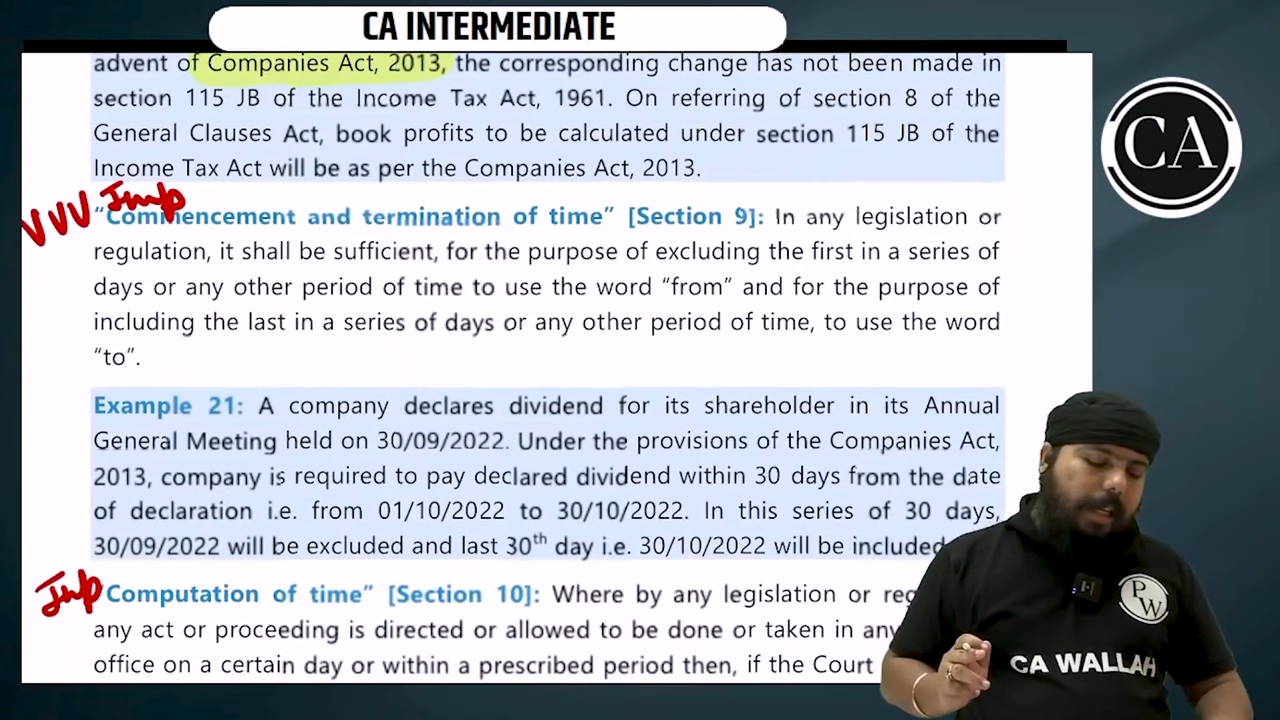 CA INTERMEDIATE
advent of Companies Act, 2013, the corresponding change has not been made in
section 115 JB of the Income Tax Act, 1961. On referring of section 8 of the
General Clauses Act, book profits to be calculated under section 115 JB of the
Income Tax Act will be as per the Companies Act, 2013.
VVV Imp
“Commencement and termination of time” [Section 9]: In any legislation or
regulation, it shall be sufficient, for the purpose of excluding the first in a series of
days or any other period of time to use the word “from” and for the purpose of
including the last in a series of days or any other period of time, to use the word
“to”.
Example 21: A company declares dividend for its shareholder in its Annual
General Meeting held on 30/09/2022. Under the provisions of the Companies Act,
2013, company is required to pay declared dividend within 30 days from the date
of declaration i.e. from 01/10/2022 to 30/10/2022. In this series of 30 days,
30/09/2022 will be excluded and last 30th day i.e. 30/10/2022 will be included
Imp
Computation of time” [Section 10]: Where by any legislation or reg
any act or proceeding is directed or allowed to be done or taken in any
office on a certain day or within a prescribed period then, if the Court
CA
PW
CA WALLAH